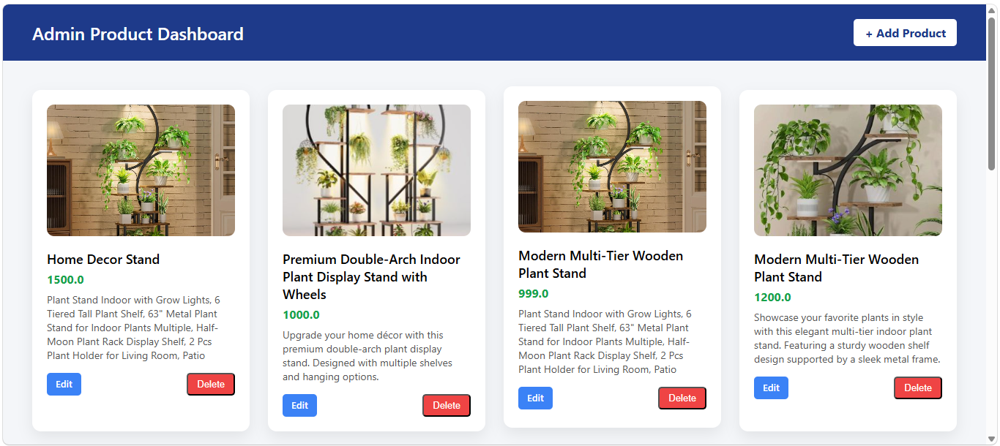 Admin Product Dashboard
+ Add Product
Home Decor Stand
1500.0
Plant Stand Indoor with Grow Lights, 6
Tiered Tall Plant Shelf, 63" Metal Plant
Stand for Indoor Plants Multiple, Half-
Moon Plant Rack Display Shelf, 2 Pcs
Plant Holder for Living Room, Patio
Edit
Delete
Premium Double-Arch Indoor
Plant Display Stand with
Wheels
1000.0
Upgrade your home décor with this
premium double-arch plant display
stand. Designed with multiple shelves
and hanging options.
Edit
Delete
Modern Multi-Tier Wooden
Plant Stand
999.0
Plant Stand Indoor with Grow Lights, 6
Tiered Tall Plant Shelf, 63" Metal Plant
Stand for Indoor Plants Multiple, Half-
Moon Plant Rack Display Shelf, 2 Pcs
Plant Holder for Living Room, Patio
Edit
Delete
Modern Multi-Tier Wooden
Plant Stand
1200.0
Showcase your favorite plants in style
with this elegant multi-tier indoor plant
stand. Featuring a sturdy wooden shelf
design supported by a sleek metal frame.
Edit
Delete